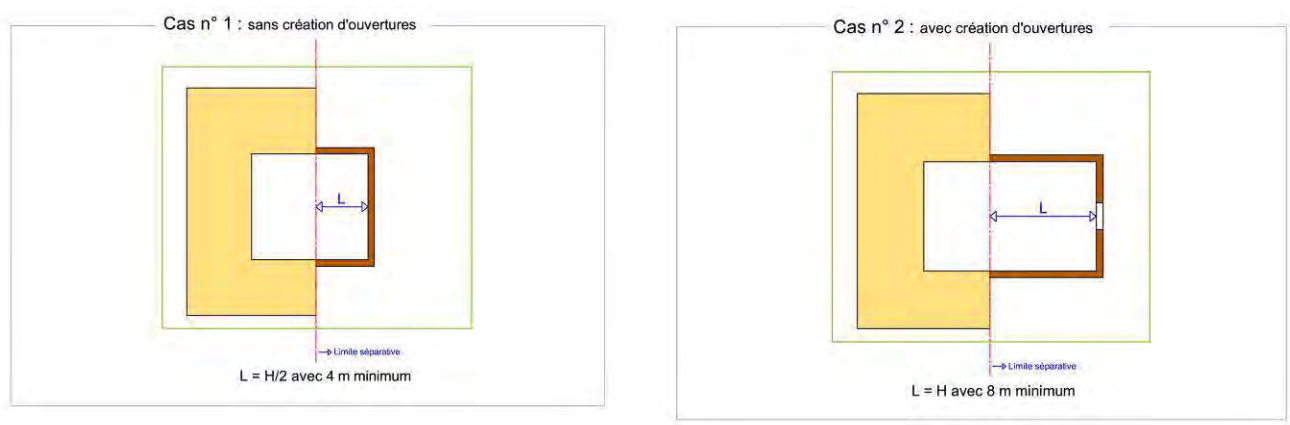 Cas n° 1 : sans création d'ouvertures
L
Limite séparative
L = H/2 avec 4 m minimum
Cas n° 2 : avec création d'ouvertures
L
Limite séparative
L = H avec 8 m minimum